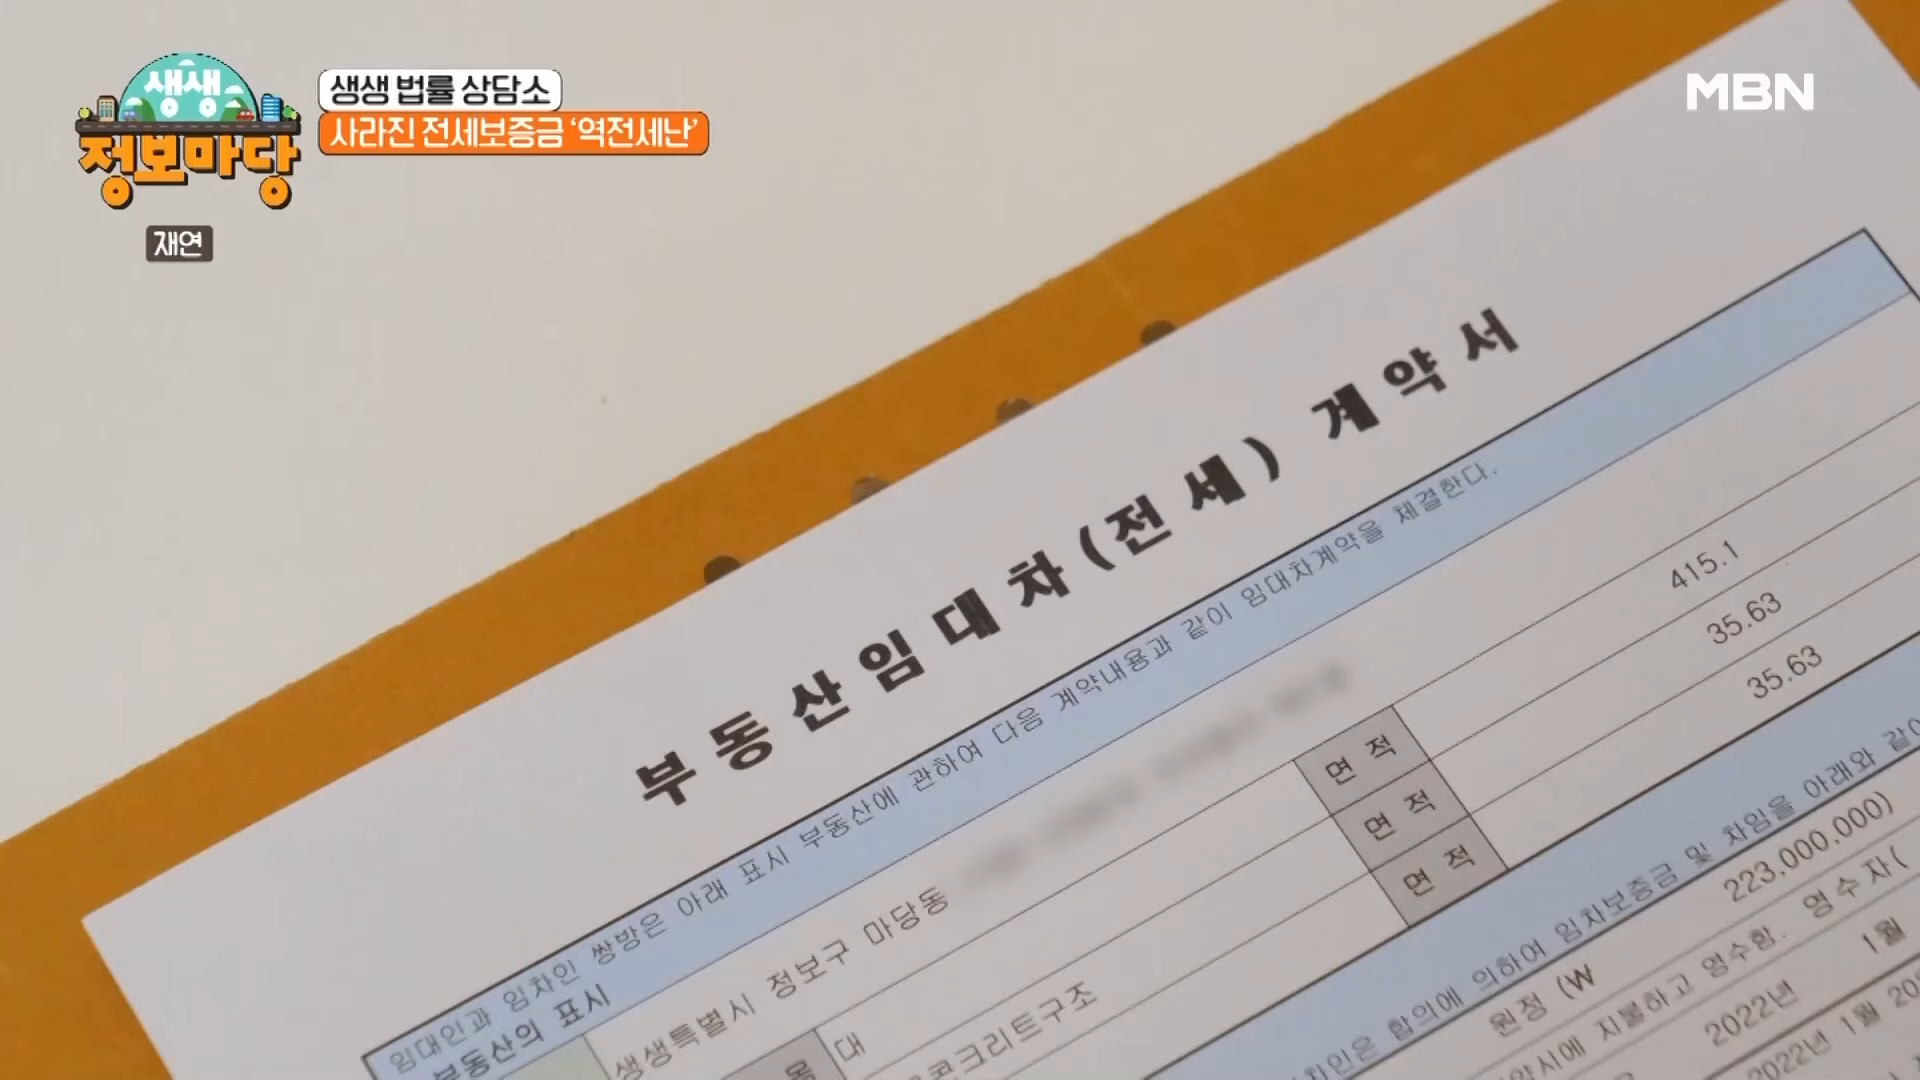 생생
정보마당
생생 법률 상담소
사라진 전세보증금 '역전세난'
MBN
재연
부동산임대차(전세) 계약서
임대인과 임차인 쌍방은 아래 표시 부동산에 관하여 다음 계약내용과 같이 임대차계약을 체결한다.
부동산의 표시
생생특별시 정보구 마당동
대
면 적 415.1
콘크리트구조
면 적 35.63
면 적 35.63
합의에 의하여 임차보증금 및 차임을 아래와 같이
원정 (₩ 223,000,000)
지불하고 영수함. 영수자(
2022년 1월
2022년 1월